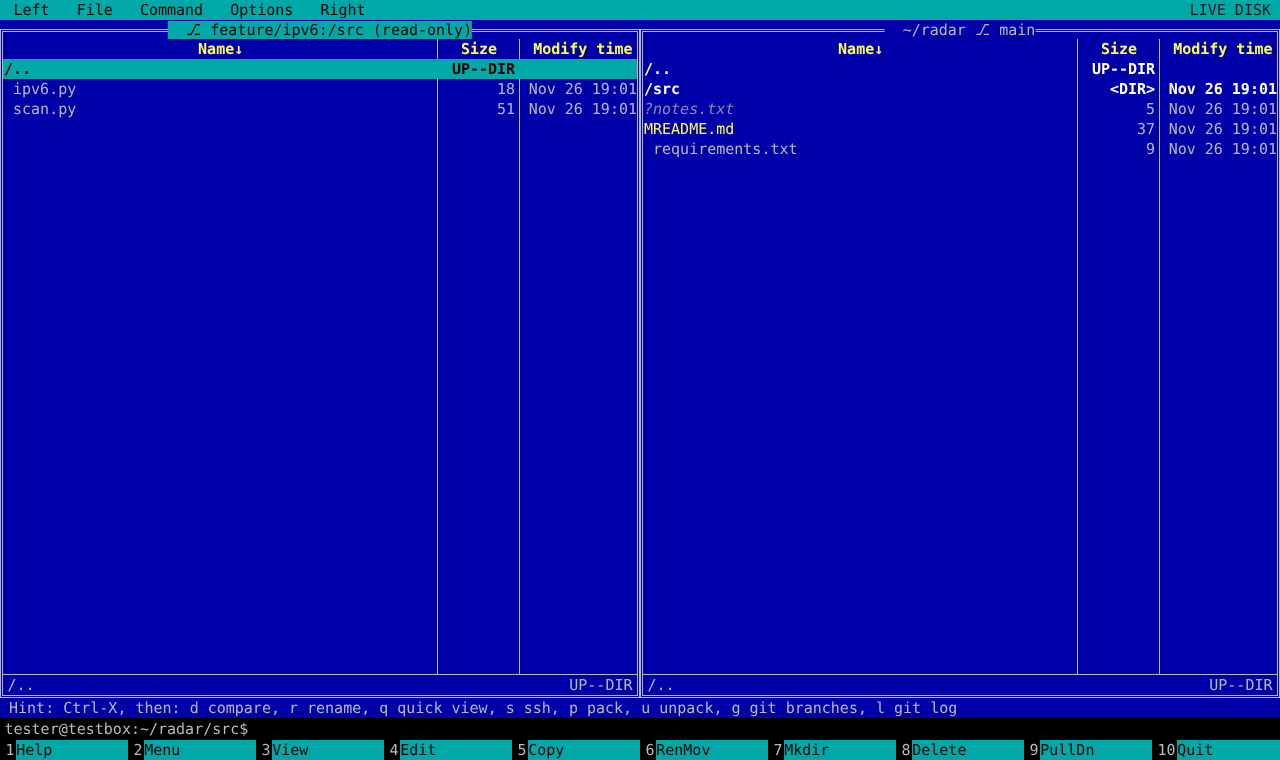 Left File Command Options Right LIVE DISK
⎇ feature/ipv6:/src (read-only) ~/radar ⎇ main
Name↓ Size Modify time Name↓ Size Modify time
/.. UP--DIR /.. UP--DIR
ipv6.py 18 Nov 26 19:01 /src <DIR> Nov 26 19:01
scan.py 51 Nov 26 19:01 ?notes.txt 5 Nov 26 19:01
MREADME.md 37 Nov 26 19:01
requirements.txt 9 Nov 26 19:01
/.. UP--DIR /.. UP--DIR
Hint: Ctrl-X, then: d compare, r rename, q quick view, s ssh, p pack, u unpack, g git branches, l git log
tester@testbox:~/radar/src$
1Help 2Menu 3View 4Edit 5Copy 6RenMov 7Mkdir 8Delete 9PullDn 10Quit